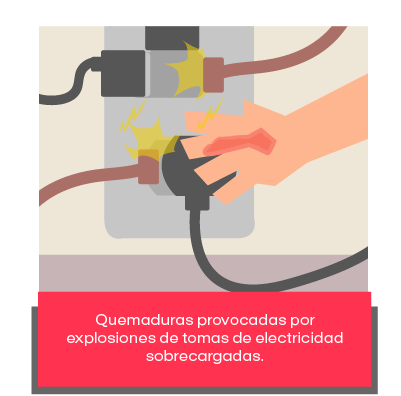 Quemaduras provocadas por
explosiones de tomas de electricidad
sobrecargadas.